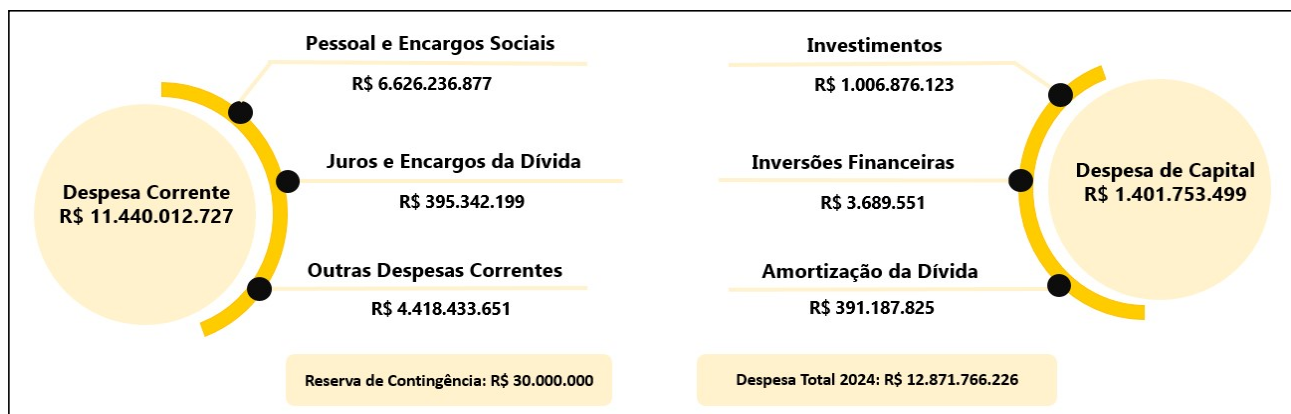 Despesa Corrente
R$ 11.440.012.727
Pessoal e Encargos Sociais
R$ 6.626.236.877
Juros e Encargos da Dívida
R$ 395.342.199
Outras Despesas Correntes
R$ 4.418.433.651
Investimentos
R$ 1.006.876.123
Inversões Financeiras
R$ 3.689.551
Amortização da Dívida
R$ 391.187.825
Despesa de Capital
R$ 1.401.753.499
Reserva de Contingência: R$ 30.000.000
Despesa Total 2024: R$ 12.871.766.226